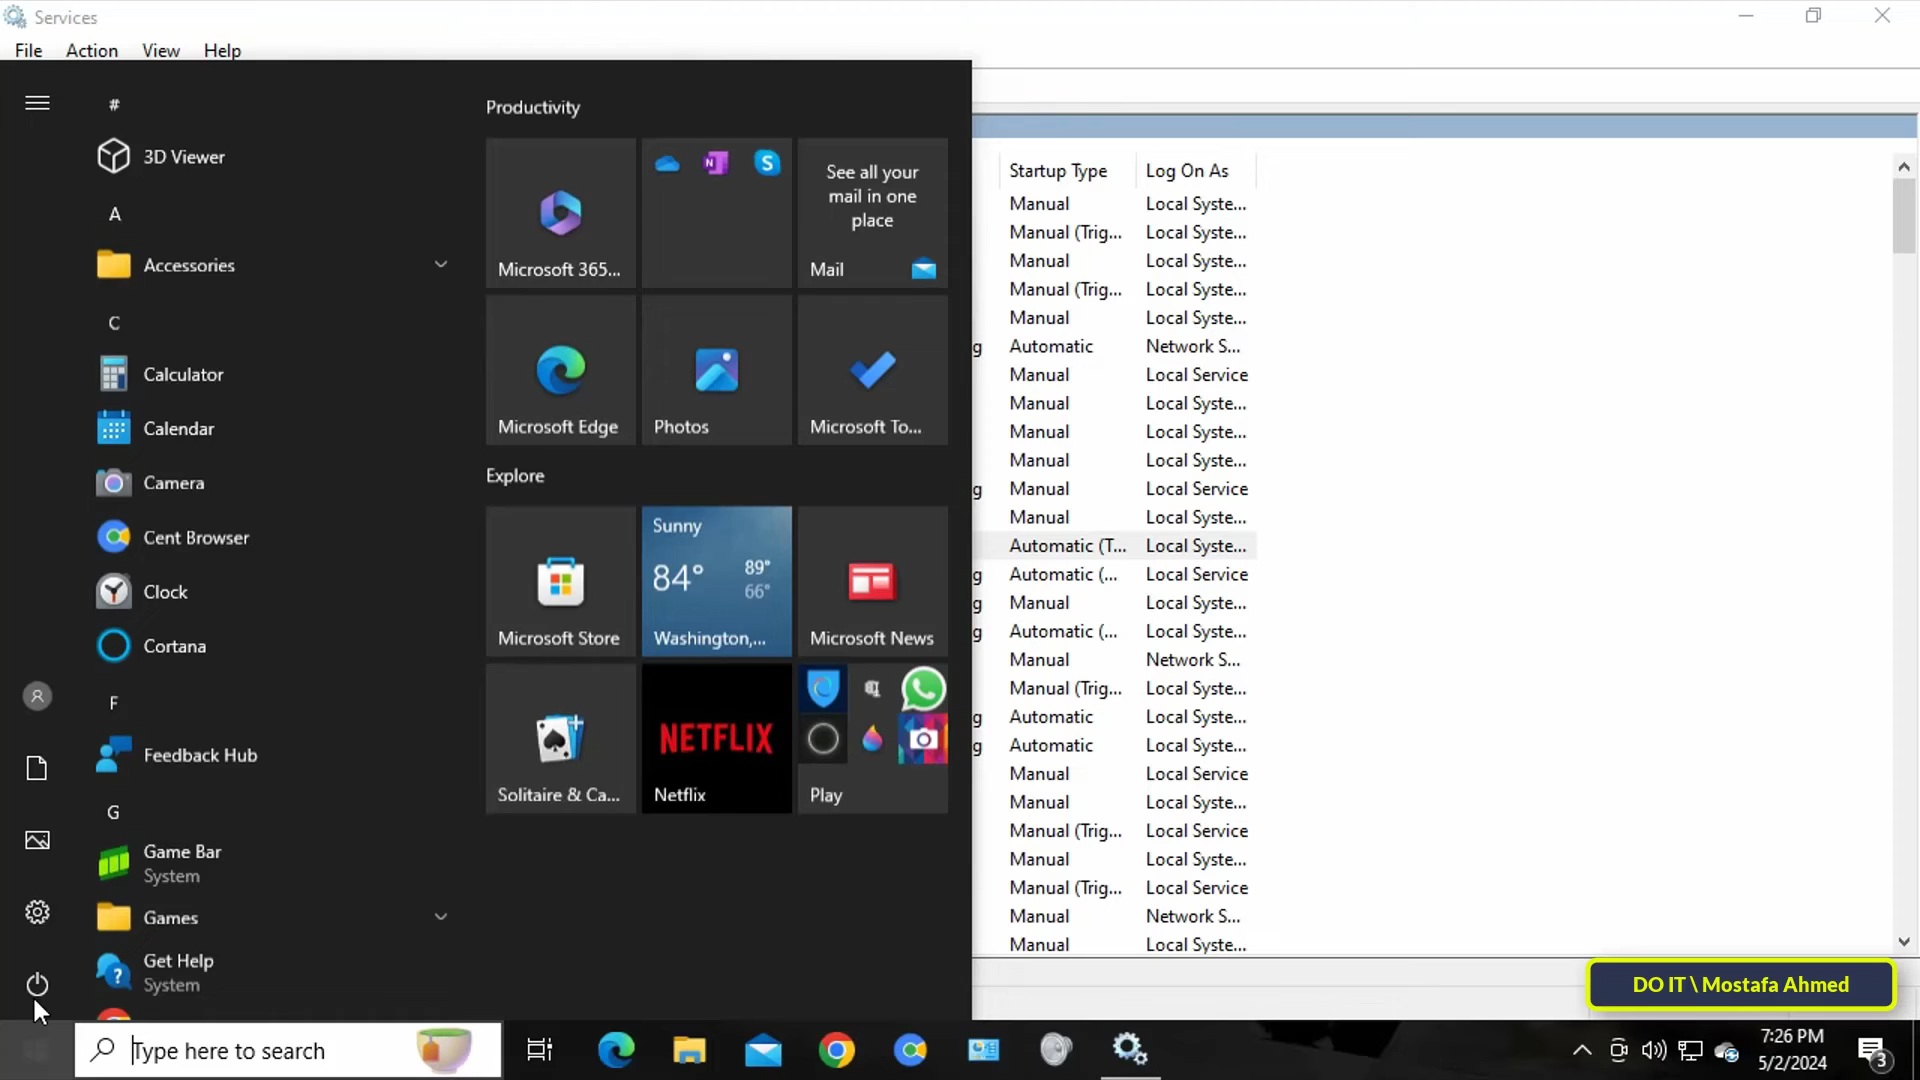 Services
File Action View Help
#
3D Viewer
A
Accessories
C
Calculator
Calendar
Camera
Cent Browser
Clock
Cortana
F
Feedback Hub
G
Game Bar
System
Games
Get Help
System
Productivity
Microsoft 365...
N
S
See all your
mail in one
place
Mail
Microsoft Edge
Photos
Microsoft To...
Explore
Microsoft Store
Sunny
84° 89°
66°
Washington,...
Microsoft News
Solitaire & Ca...
NETFLIX
Netflix
Play
Startup Type Log On As
Manual Local Syste...
Manual (Trig... Local Syste...
Manual Local Syste...
Manual (Trig... Local Syste...
Manual Local Syste...
g Automatic Network S...
Manual Local Service
Manual Local Syste...
Manual Local Syste...
Manual Local Syste...
g Manual Local Service
Manual Local Syste...
Automatic (T... Local Syste...
g Automatic (... Local Service
g Manual Local Syste...
g Automatic (... Local Syste...
Manual Network S...
Manual (Trig... Local Syste...
g Automatic Local Syste...
g Automatic Local Syste...
Manual Local Service
Manual Local Syste...
Manual (Trig... Local Service
Manual Local Syste...
Manual (Trig... Local Service
Manual Network S...
Manual Local Syste...
DO IT \ Mostafa Ahmed
Type here to search
7:26 PM
5/2/2024
3